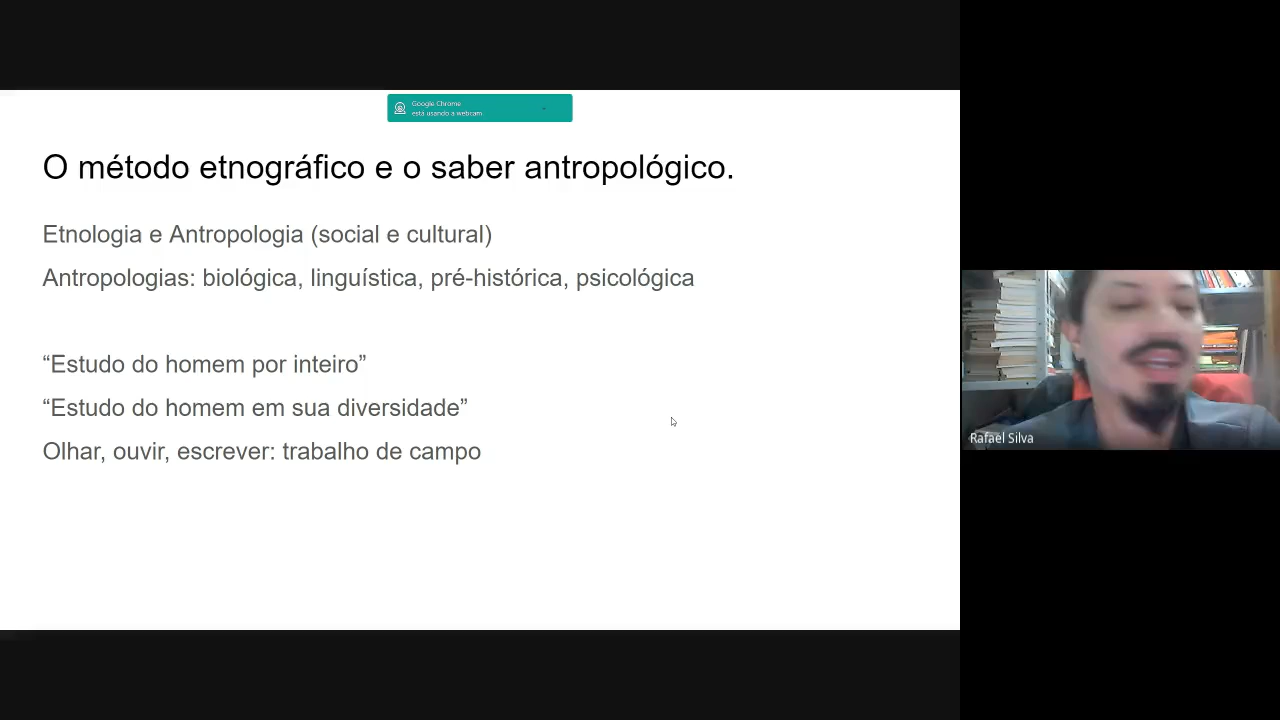 Google Chrome
está usando a webcam
O método etnográfico e o saber antropológico.
Etnologia e Antropologia (social e cultural)
Antropologias: biológica, linguística, pré-histórica, psicológica
“Estudo do homem por inteiro”
“Estudo do homem em sua diversidade”
Olhar, ouvir, escrever: trabalho de campo
Rafael Silva